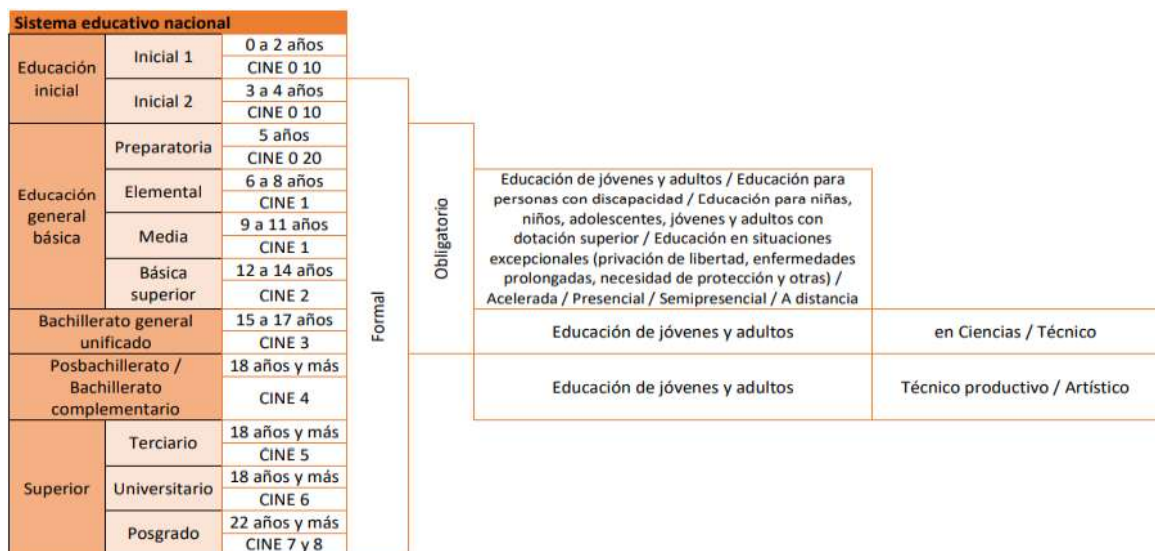 Sistema educativo nacional
Educación
inicial
Inicial 1
0 a 2 años
CINE 0 10
Inicial 2
3 a 4 años
CINE 0 10
Educación
general
básica
Preparatoria
5 años
CINE 0 20
Elemental
6 a 8 años
CINE 1
Media
9 a 11 años
CINE 1
Básica
superior
12 a 14 años
CINE 2
Bachillerato general
unificado
15 a 17 años
CINE 3
Posbachillerato /
Bachillerato
complementario
18 años y más
CINE 4
Superior
Terciario
18 años y más
CINE 5
Universitario
18 años y más
CINE 6
Posgrado
22 años y más
CINE 7 y 8
Formal
Obligatorio
Educación de jóvenes y adultos / Educación para
personas con discapacidad / Educación para niñas,
niños, adolescentes, jóvenes y adultos con
dotación superior / Educación en situaciones
excepcionales (privación de libertad, enfermedades
prolongadas, necesidad de protección y otras) /
Acelerada / Presencial / Semipresencial / A distancia
Educación de jóvenes y adultos
en Ciencias / Técnico
Educación de jóvenes y adultos
Técnico productivo / Artístico